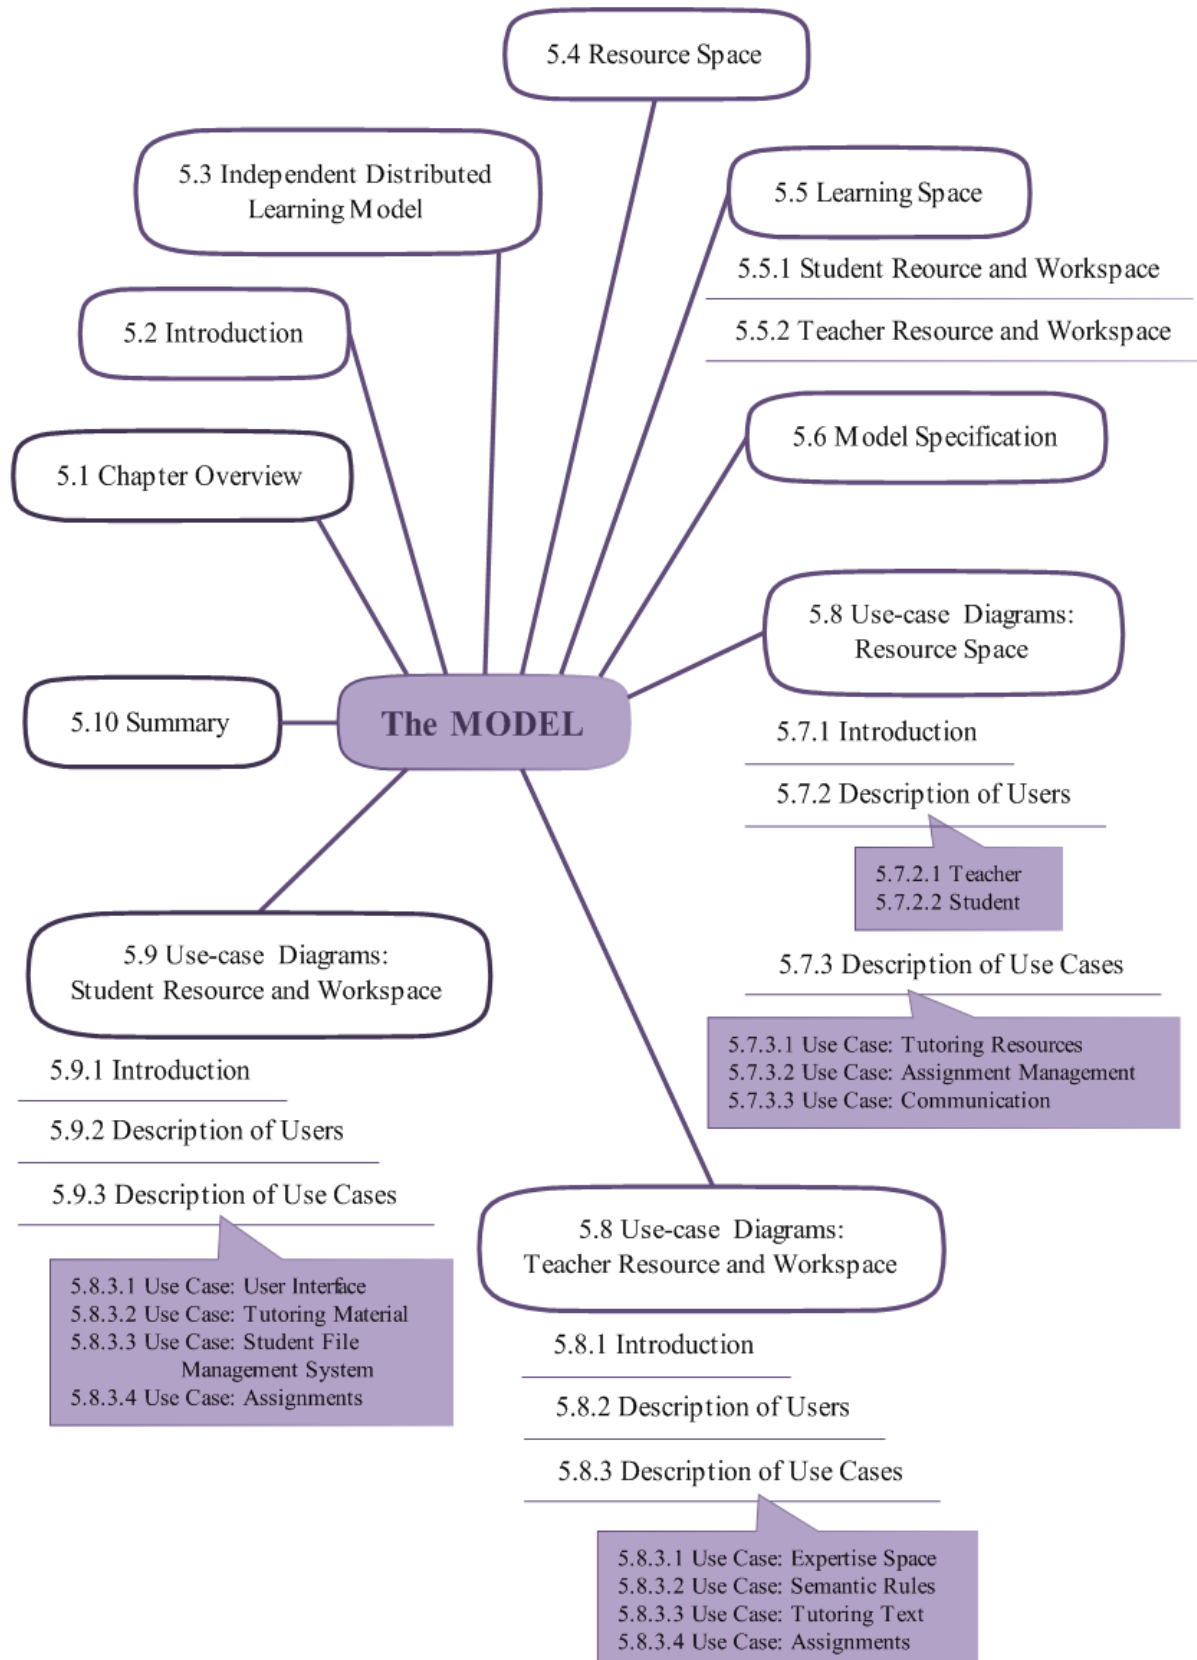 5.4 Resource Space
5.3 Independent Distributed
Learning Model
5.5 Learning Space
5.5.1 Student Reource and Workspace
5.5.2 Teacher Resource and Workspace
5.2 Introduction
5.6 Model Specification
5.1 Chapter Overview
5.8 Use-case Diagrams:
Resource Space
5.7.1 Introduction
5.7.2 Description of Users
5.7.2.1 Teacher
5.7.2.2 Student
5.7.3 Description of Use Cases
5.7.3.1 Use Case: Tutoring Resources
5.7.3.2 Use Case: Assignment Management
5.7.3.3 Use Case: Communication
5.10 Summary
The MODEL
5.9 Use-case Diagrams:
Student Resource and Workspace
5.9.1 Introduction
5.9.2 Description of Users
5.9.3 Description of Use Cases
5.8.3.1 Use Case: User Interface
5.8.3.2 Use Case: Tutoring Material
5.8.3.3 Use Case: Student File
Management System
5.8.3.4 Use Case: Assignments
5.8 Use-case Diagrams:
Teacher Resource and Workspace
5.8.1 Introduction
5.8.2 Description of Users
5.8.3 Description of Use Cases
5.8.3.1 Use Case: Expertise Space
5.8.3.2 Use Case: Semantic Rules
5.8.3.3 Use Case: Tutoring Text
5.8.3.4 Use Case: Assignments